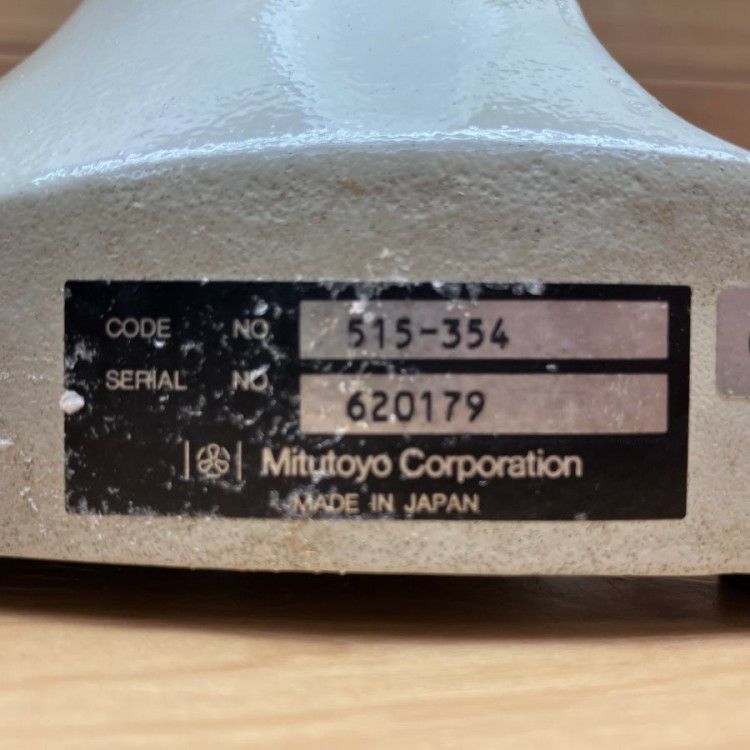 CODE NO. 515-354
SERIAL NO. 620179
Mitutoyo Corporation
MADE IN JAPAN